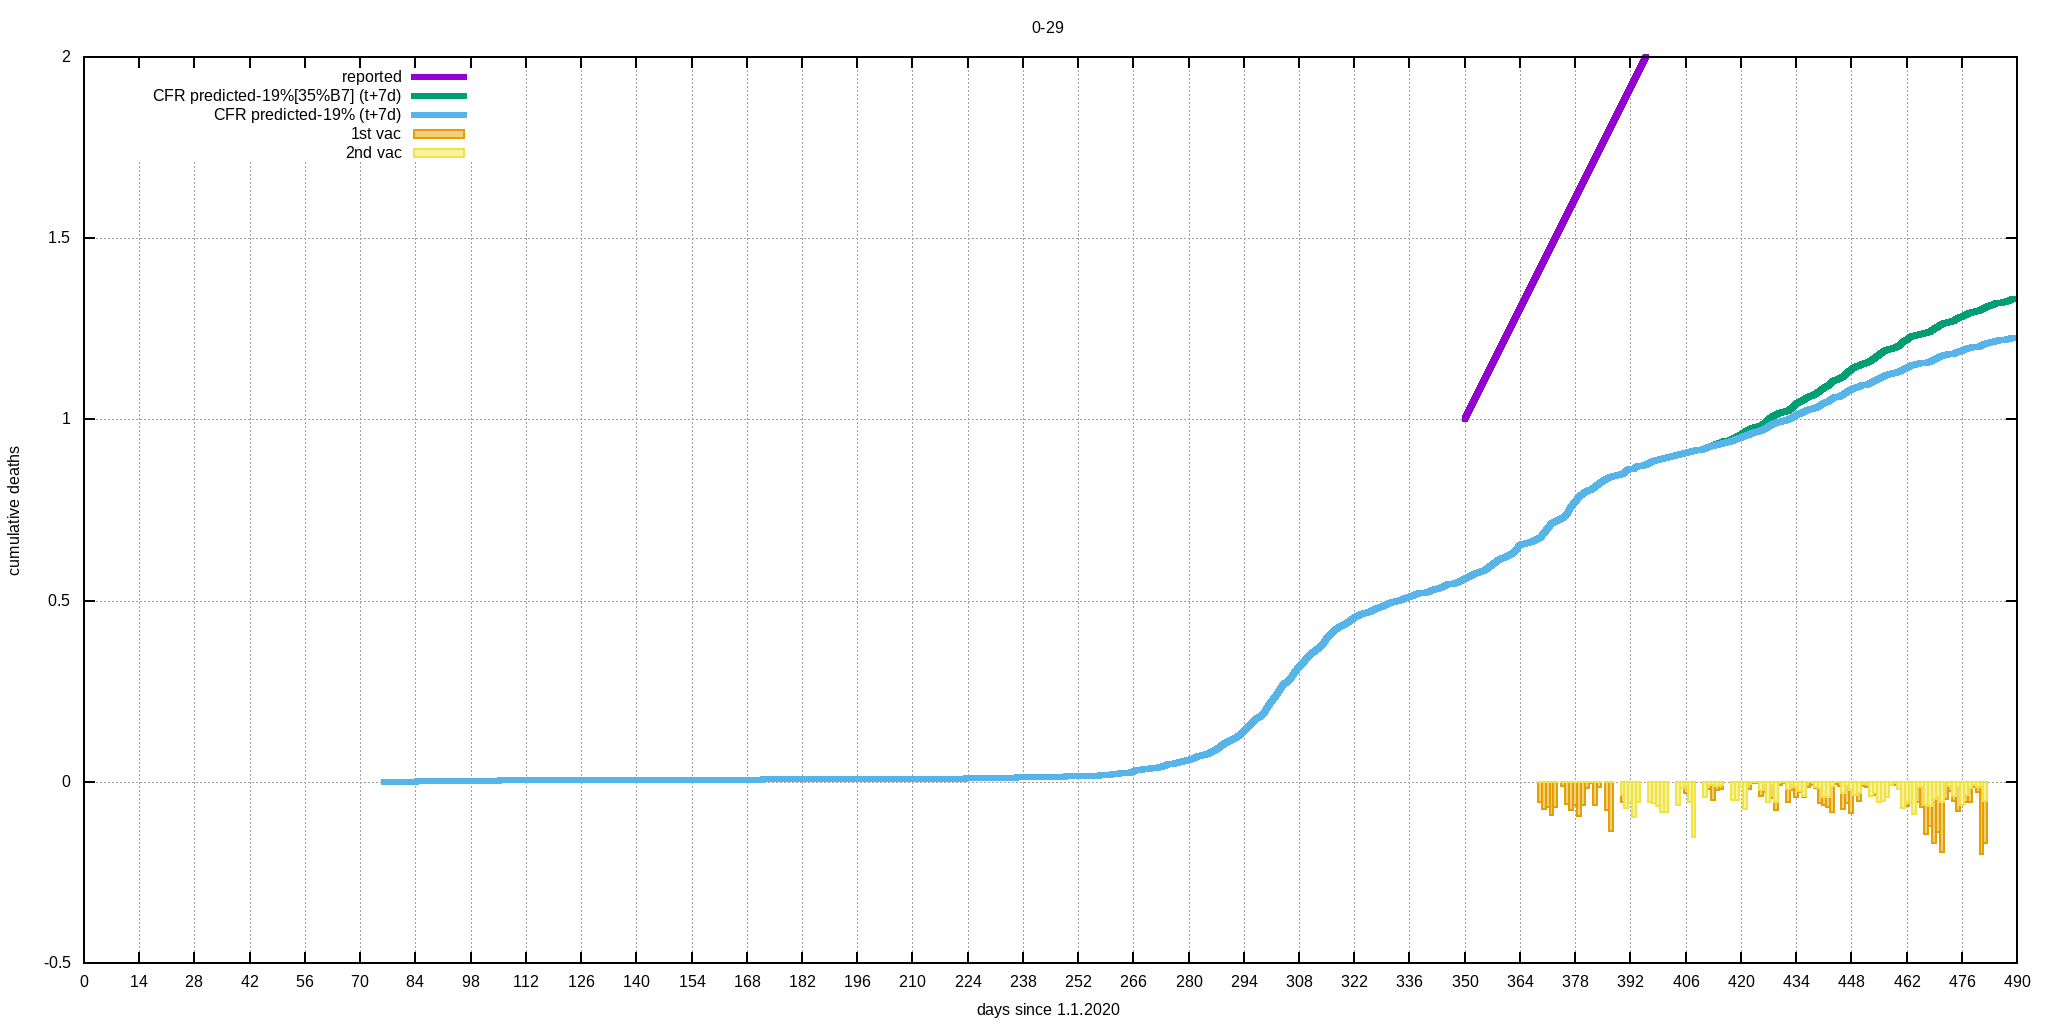 0-29
2
1.5
1
0.5
0
-0.5
reported
CFR predicted-19%[35%B7] (t+7d)
CFR predicted-19% (t+7d)
1st vac
2nd vac
cumulative deaths
0 14 28 42 56 70 84 98 112 126 140 154 168 182 196 210 224 238 252 266 280 294 308 322 336 350 364 378 392 406 420 434 448 462 476 490
days since 1.1.2020